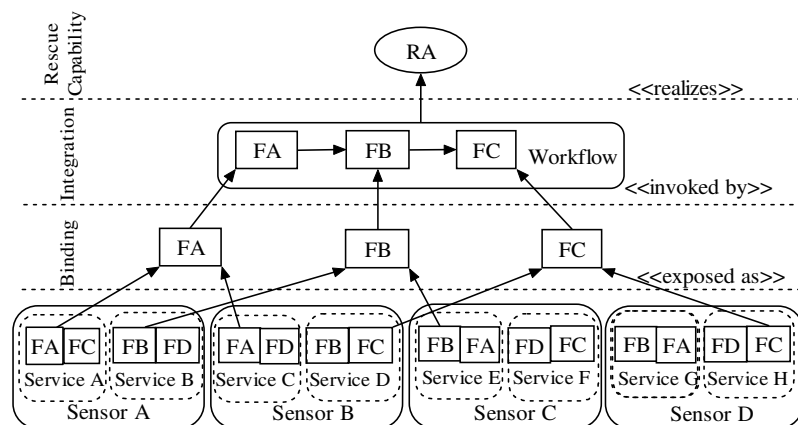 Rescue
Capability
RA
<<realizes>>
Integration
FA
FB
FC
Workflow
<<invoked by>>
Binding
FA
FB
FC
<<exposed as>>
FA FC
FB FD
FA FD
FB FC
FB FA
FD FC
FB FA
FD FC
Service A
Service B
Service C
Service D
Service E
Service F
Service G
Service H
Sensor A
Sensor B
Sensor C
Sensor D